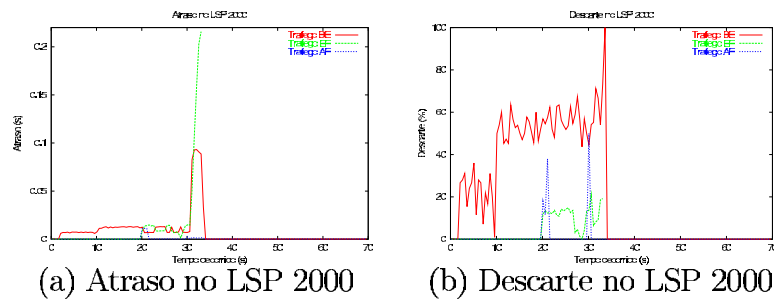 Atraso no LSP 2000
Trafego BE
Trafego EF
Trafego AF
0.2
0.15
0.1
0.05
0
Atraso (s)
0 10 20 30 40 50 60 70
Tempo decorrido (s)
(a) Atraso no LSP 2000
Descarte no LSP 2000
Trafego BE
Trafego EF
Trafego AF
100
80
60
40
20
0
Descarte (%)
0 10 20 30 40 50 60 70
Tempo decorrido (s)
(b) Descarte no LSP 2000